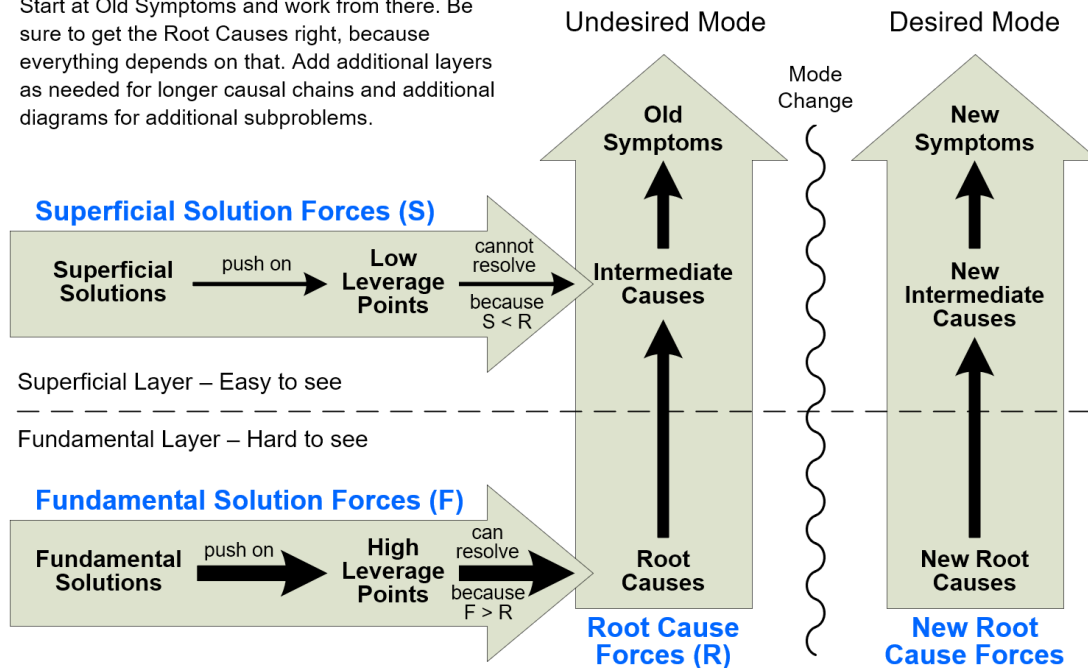 Start at Old Symptoms and work from there. Be
sure to get the Root Causes right, because
everything depends on that. Add additional layers
as needed for longer causal chains and additional
diagrams for additional subproblems.
Undesired Mode
Desired Mode
Mode
Change
Old
Symptoms
New
Symptoms
Superficial Solution Forces (S)
Superficial
Solutions
push on
Low
Leverage
Points
cannot
resolve
because
S < R
Intermediate
Causes
New
Intermediate
Causes
Superficial Layer – Easy to see
Fundamental Layer – Hard to see
Fundamental Solution Forces (F)
Fundamental
Solutions
push on
High
Leverage
Points
can
resolve
because
F > R
Root
Causes
New Root
Causes
Root Cause
Forces (R)
New Root
Cause Forces